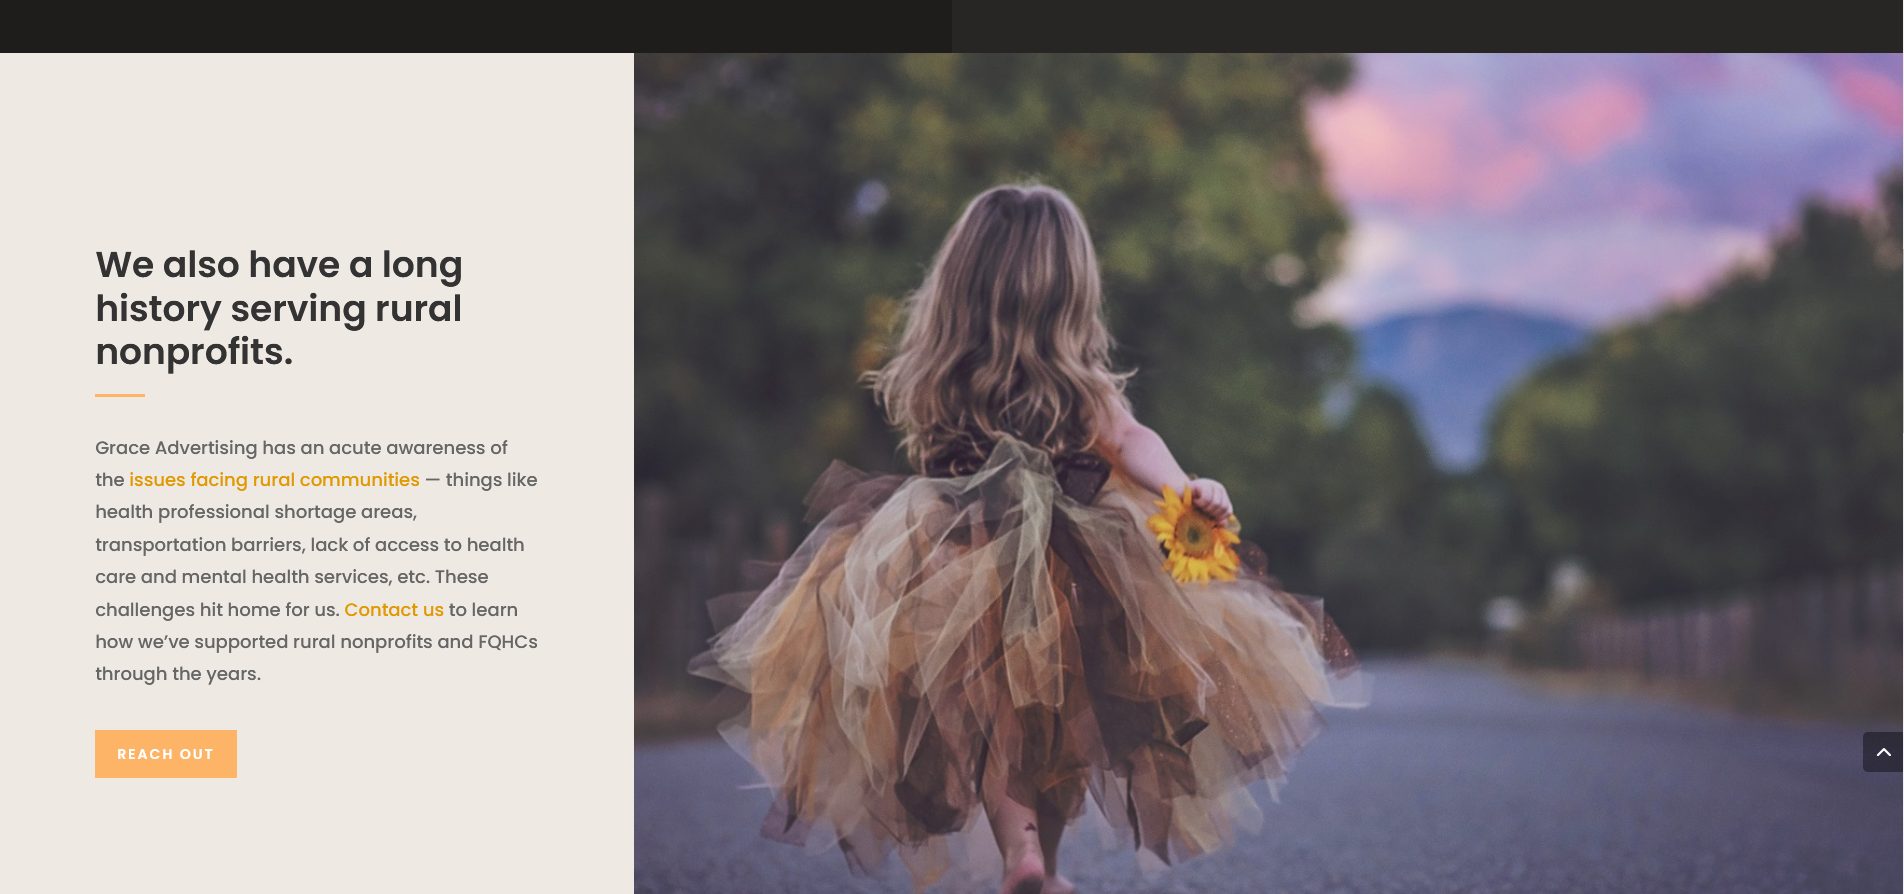 We also have a long
history serving rural
nonprofits.
Grace Advertising has an acute awareness of
the issues facing rural communities — things like
health professional shortage areas,
transportation barriers, lack of access to health
care and mental health services, etc. These
challenges hit home for us. Contact us to learn
how we’ve supported rural nonprofits and FQHCs
through the years.
REACH OUT